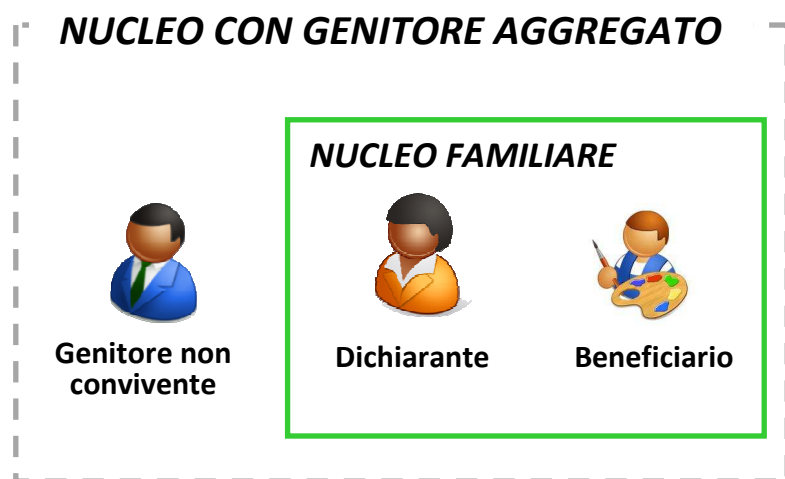 NUCLEO CON GENITORE AGGREGATO
NUCLEO FAMILIARE
Genitore non
convivente
Dichiarante
Beneficiario